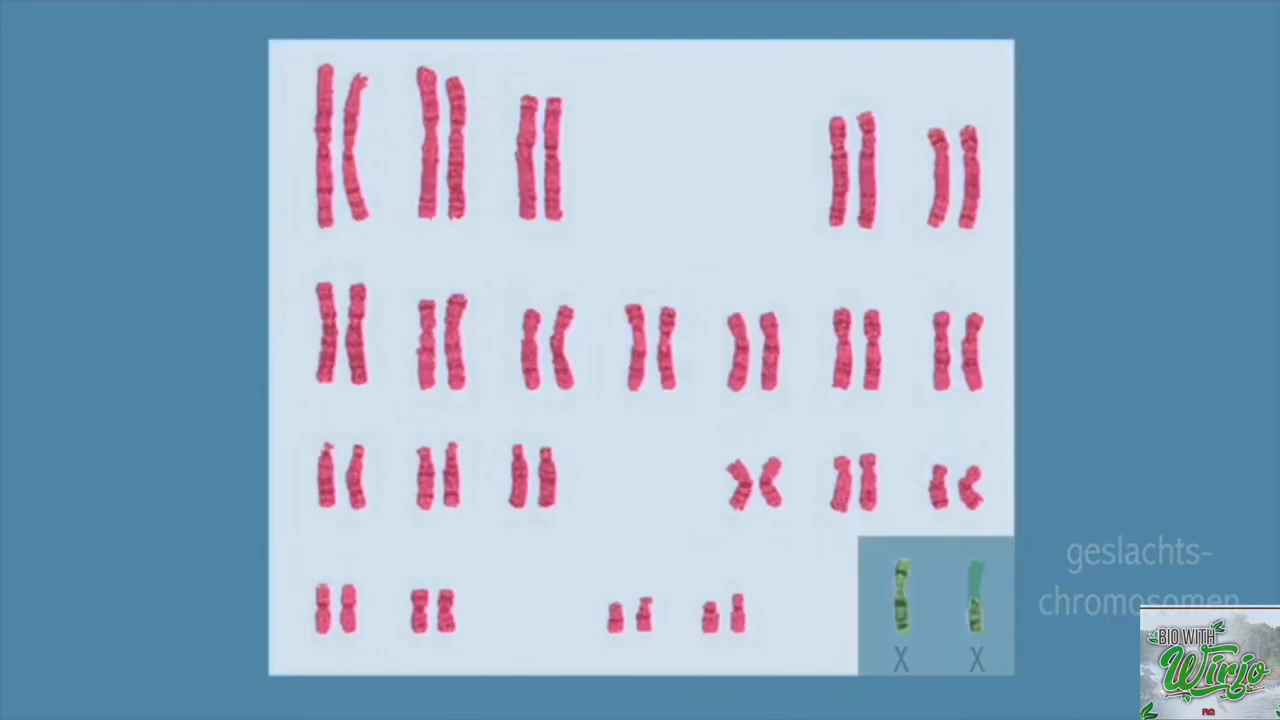 geslachts-
chromosomen
X X
BIO WITH
Wirjo